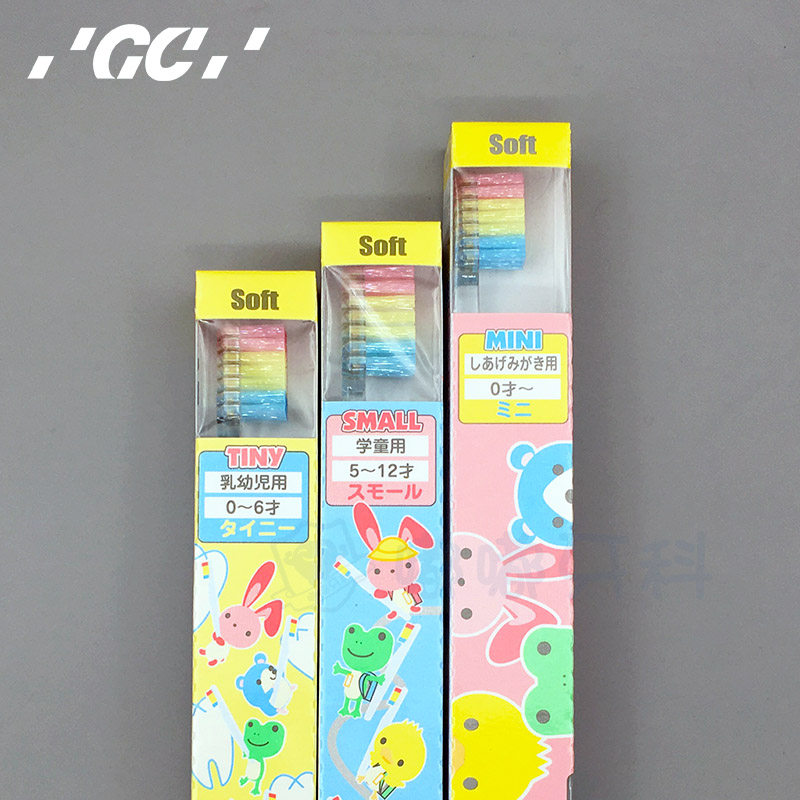 GC
Soft
TINY
乳幼児用
0～6才
タイニー
Soft
SMALL
学童用
5～12才
スモール
Soft
MINI
しあげみがき用
0才～
ミニ